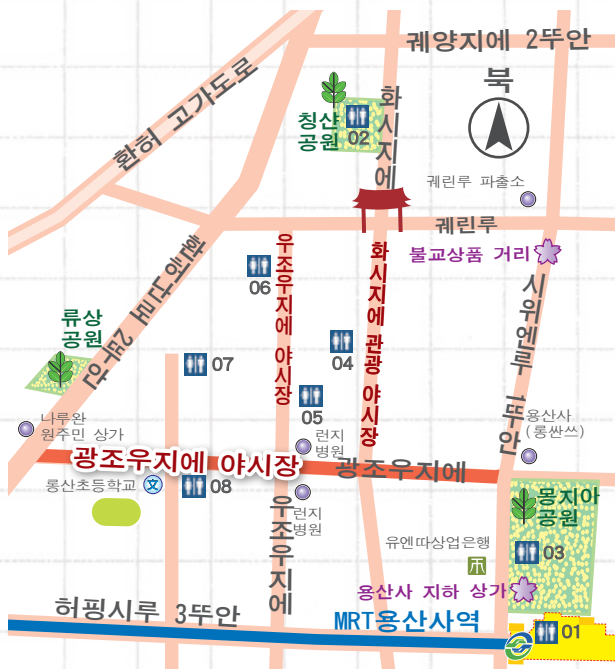 궤양지에 2뚜안
환허 고가도로
북
화시지에
칭산
공원
02
궤린루 파출소
궤린루
불교상품 거리
환허난루 2뚜안
우조우지에 야시장
06
화시지에 관광 야시장
시위엔루 1뚜안
류상
공원
07
04
05
나루완
원주민 상가
런지
병원
용산사
(롱싼쓰)
광조우지에 야시장
광조우지에
롱산초등학교
文
08
런지
병원
우조우지에
몽지아
공원
유엔따상업은행
03
용산사 지하 상가
허핑시루 3뚜안
MRT용산사역
01